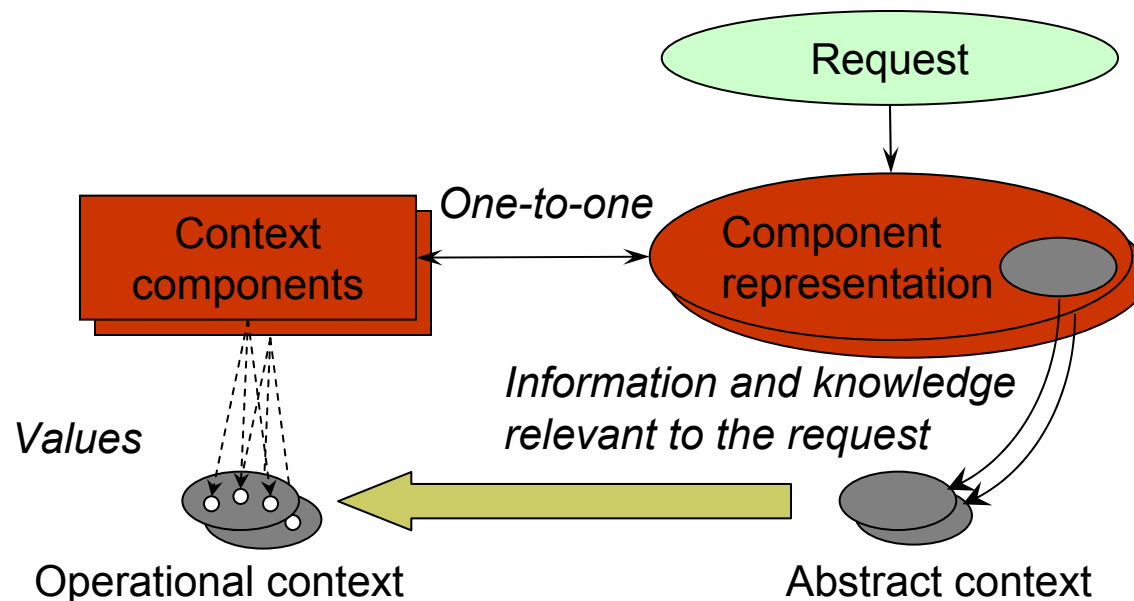 Request
One-to-one
Context
components
Component
representation
Information and knowledge
relevant to the request
Values
Operational context
Abstract context